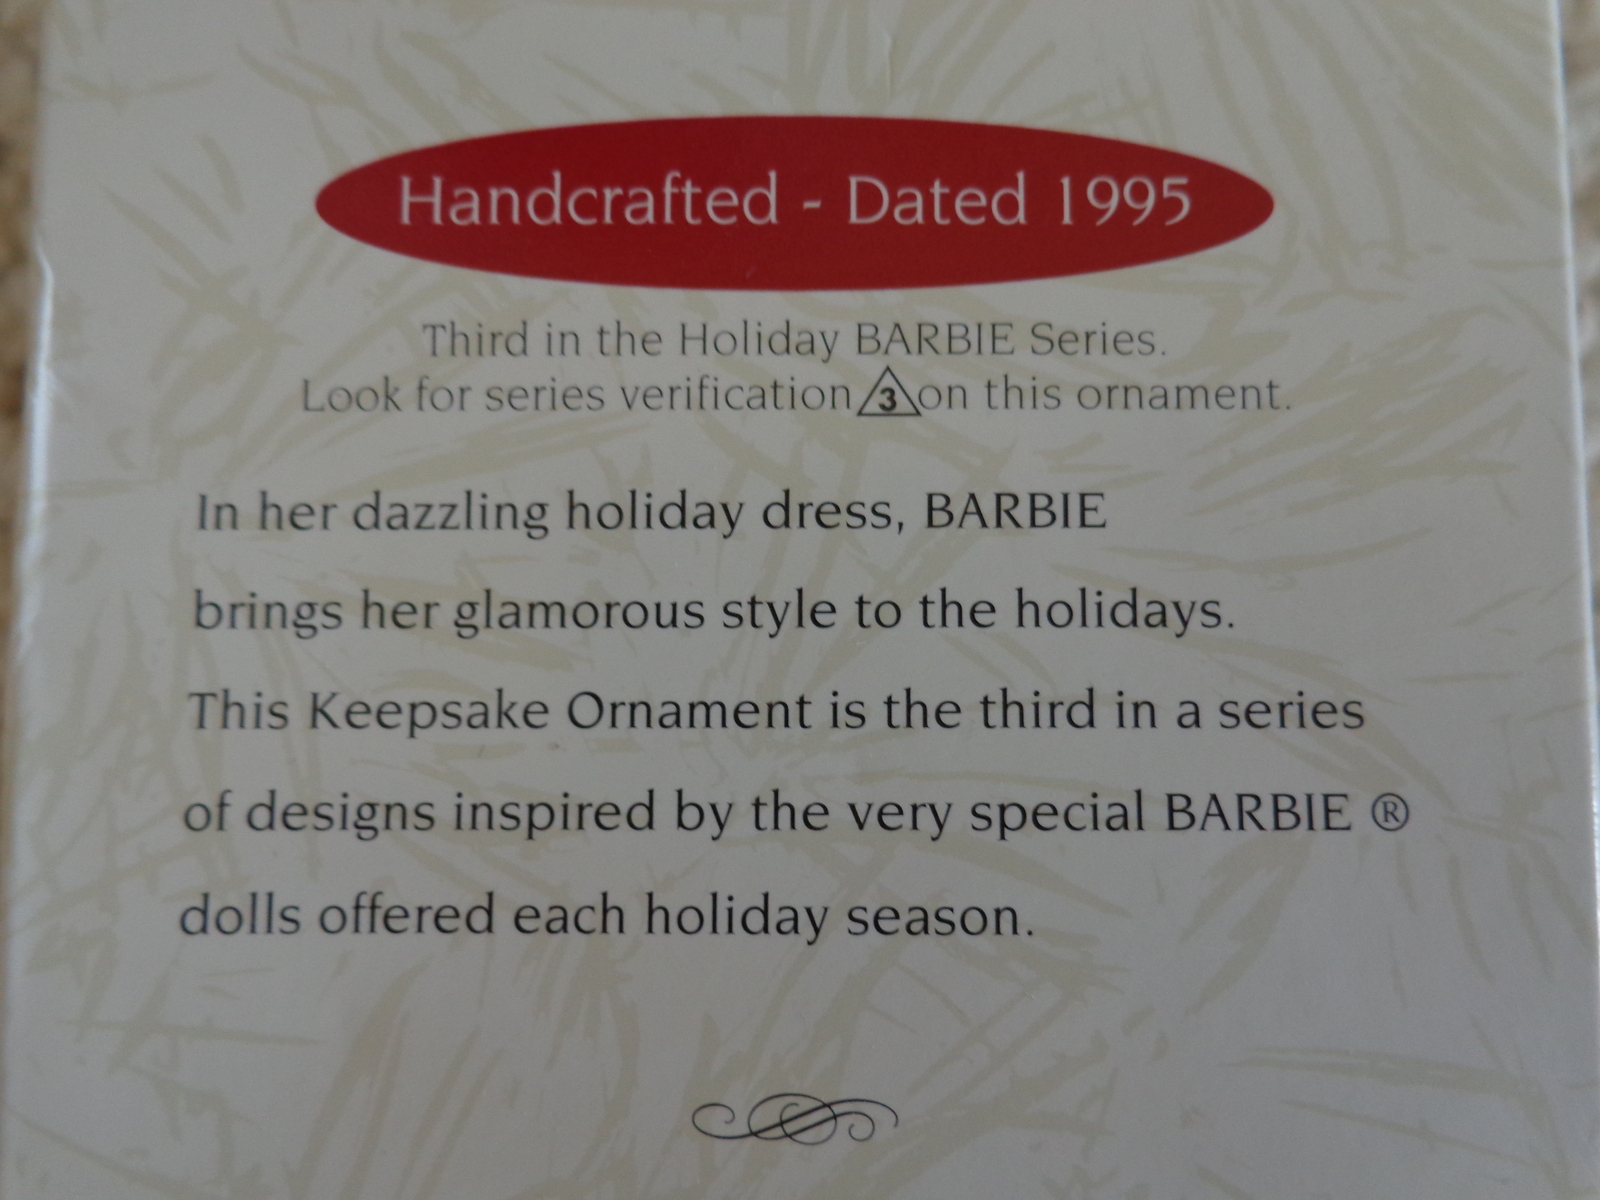 Handcrafted - Dated 1995
Third in the Holiday BARBIE Series.
Look for series verification 3 on this ornament.
In her dazzling holiday dress, BARBIE
brings her glamorous style to the holidays.
This Keepsake Ornament is the third in a series
of designs inspired by the very special BARBIE ®
dolls offered each holiday season.